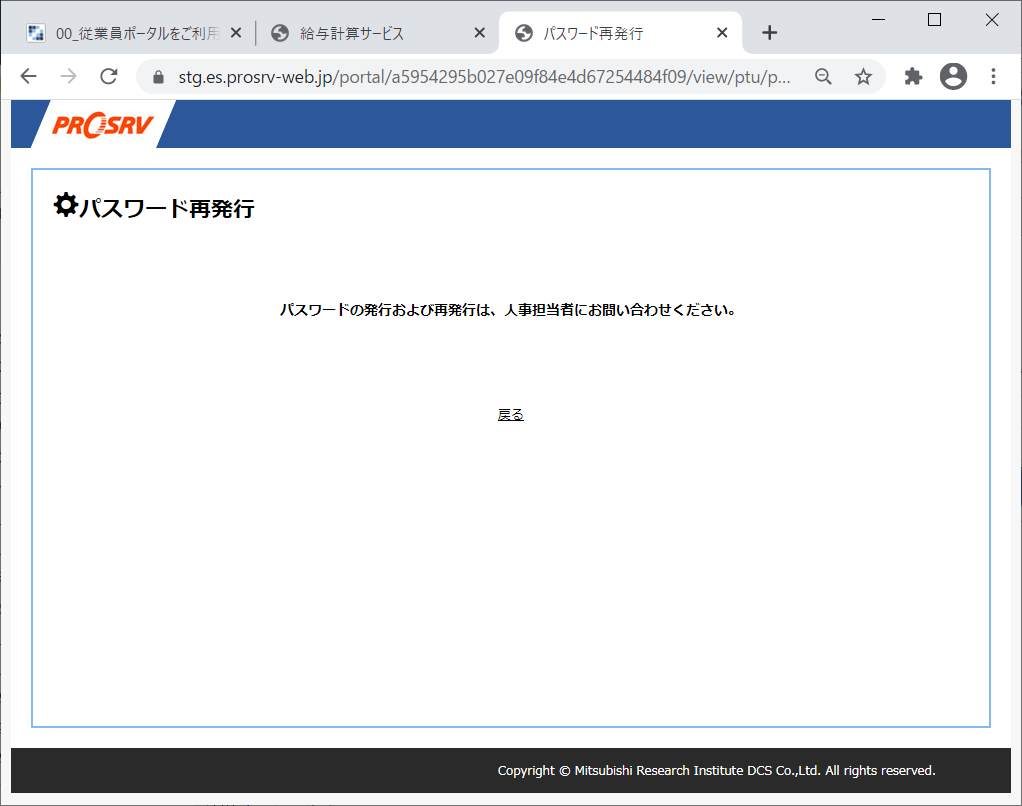 00_従業員ポータルをご利用
給与計算サービス
パスワード再発行
stg.es.prosrv-web.jp/portal/a5954295b027e09f84e4d67254484f09/view/ptu/p...
PROSRV
パスワード再発行
パスワードの発行および再発行は、人事担当者にお問い合わせください。
戻る
Copyright © Mitsubishi Research Institute DCS Co.,Ltd. All rights reserved.